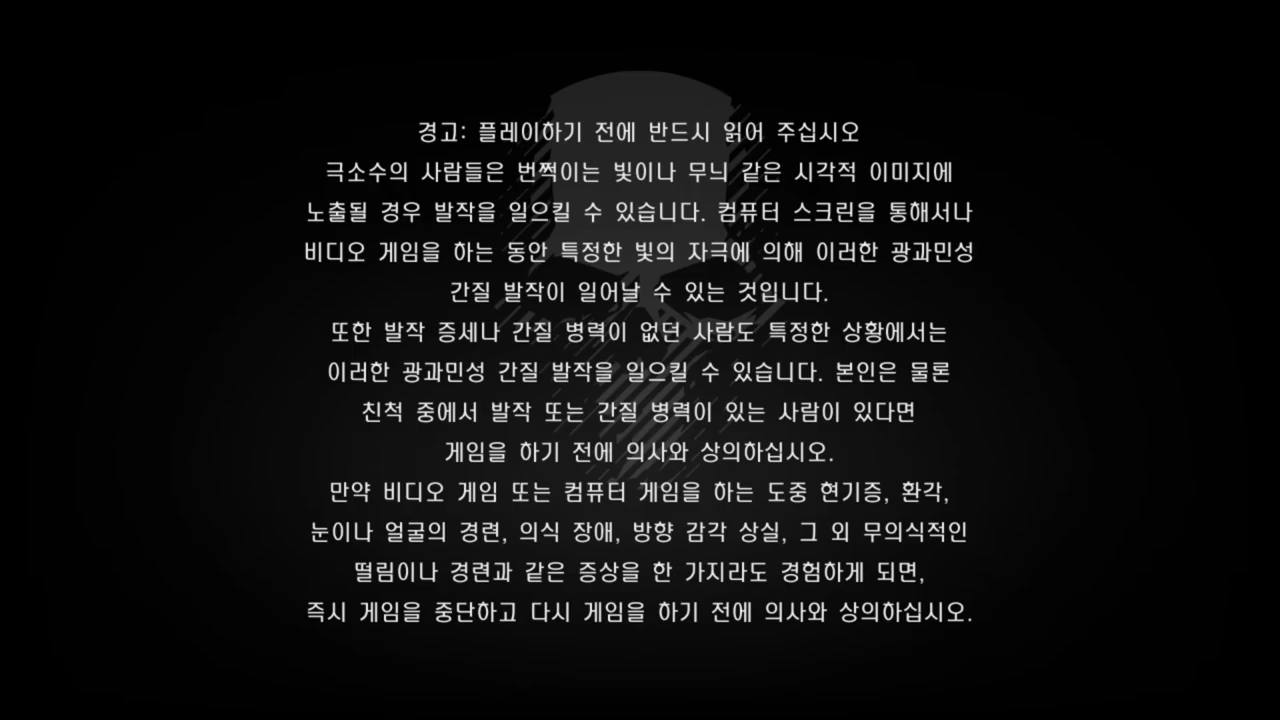 경고: 플레이하기 전에 반드시 읽어 주십시오
극소수의 사람들은 번쩍이는 빛이나 무늬 같은 시각적 이미지에
노출될 경우 발작을 일으킬 수 있습니다. 컴퓨터 스크린을 통해서나
비디오 게임을 하는 동안 특정한 빛의 자극에 의해 이러한 광과민성
간질 발작이 일어날 수 있는 것입니다.
또한 발작 증세나 간질 병력이 없던 사람도 특정한 상황에서는
이러한 광과민성 간질 발작을 일으킬 수 있습니다. 본인은 물론
친척 중에서 발작 또는 간질 병력이 있는 사람이 있다면
게임을 하기 전에 의사와 상의하십시오.
만약 비디오 게임 또는 컴퓨터 게임을 하는 도중 현기증, 환각,
눈이나 얼굴의 경련, 의식 장애, 방향 감각 상실, 그 외 무의식적인
떨림이나 경련과 같은 증상을 한 가지라도 경험하게 되면,
즉시 게임을 중단하고 다시 게임을 하기 전에 의사와 상의하십시오.